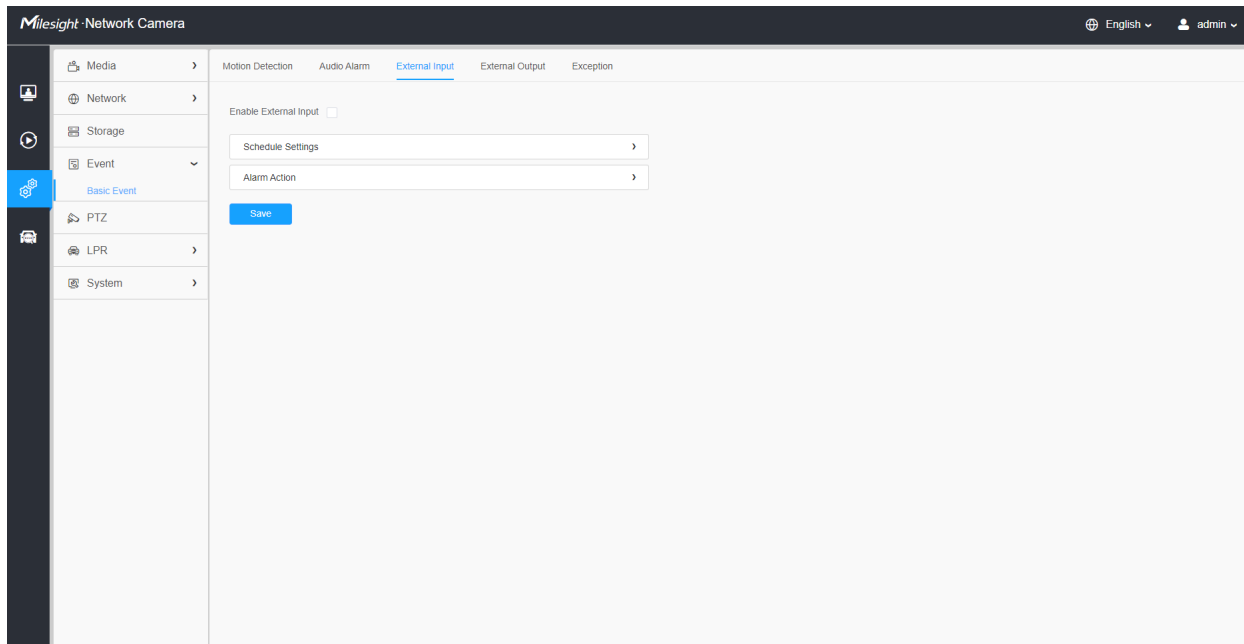 Milesight · Network Camera
English
admin
Media
Network
Storage
Event
Basic Event
PTZ
LPR
System
Motion Detection
Audio Alarm
External Input
External Output
Exception
Enable External Input
Schedule Settings
Alarm Action
Save